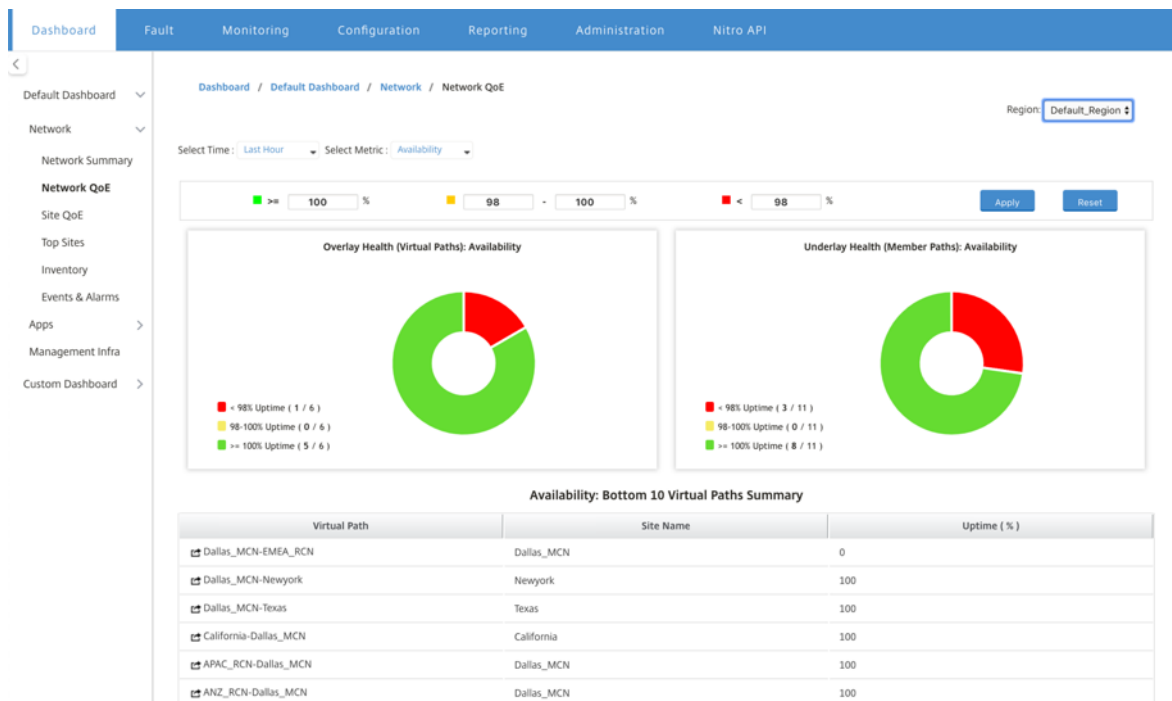 Dashboard Fault Monitoring Configuration Reporting Administration Nitro API
Default Dashboard
Network
Network Summary
Network QoE
Site QoE
Top Sites
Inventory
Events & Alarms
Apps
Management Infra
Custom Dashboard
Dashboard / Default Dashboard / Network / Network QoE
Region: Default_Region
Select Time : Last Hour Select Metric : Availability
>= 100 % 98 - 100 % < 98 % Apply Reset
Overlay Health (Virtual Paths): Availability
< 98% Uptime ( 1 / 6 )
98-100% Uptime ( 0 / 6 )
>= 100% Uptime ( 5 / 6 )
Underlay Health (Member Paths): Availability
< 98% Uptime ( 3 / 11 )
98-100% Uptime ( 0 / 11 )
>= 100% Uptime ( 8 / 11 )
Availability: Bottom 10 Virtual Paths Summary
Virtual Path Site Name Uptime ( % )
Dallas_MCN-EMEA_RCN Dallas_MCN 0
Dallas_MCN-Newyork Newyork 100
Dallas_MCN-Texas Texas 100
California-Dallas_MCN California 100
APAC_RCN-Dallas_MCN Dallas_MCN 100
ANZ_RCN-Dallas_MCN Dallas_MCN 100